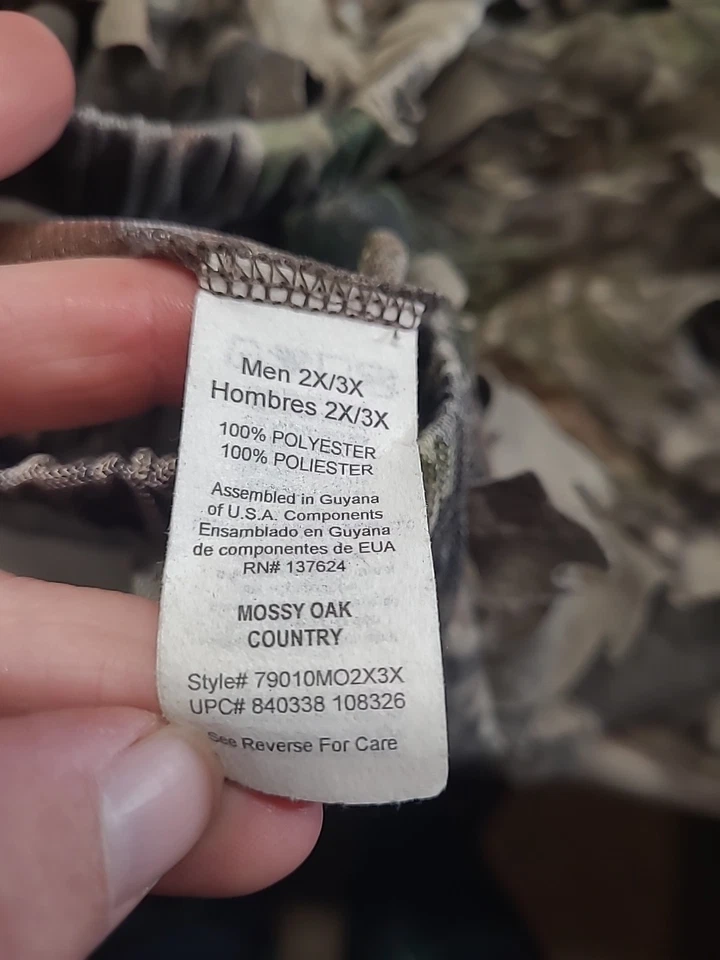 Men 2X/3X
Hombres 2X/3X
100% POLYESTER
100% POLIESTER
Assembled in Guyana
of U.S.A. Components
Ensamblado en Guyana
de componentes de EUA
RN# 137624
MOSSY OAK
COUNTRY
Style# 79010MO2X3X
UPC# 840338 108326
See Reverse For Care